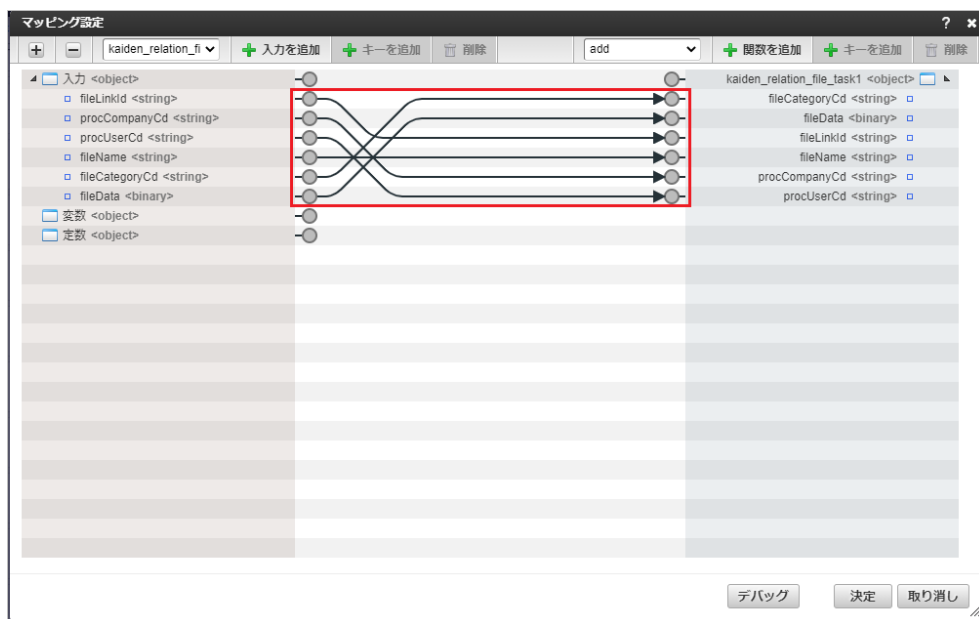 マッピング設定 ? ×
kaiden_relation_fi 入力を追加 キーを追加 削除 add 関数を追加 キーを追加 削除
入力 <object> kaiden_relation_file_task1 <object>
fileLinkId <string> fileCategoryCd <string>
procCompanyCd <string> fileData <binary>
procUserCd <string> fileLinkId <string>
fileName <string> fileName <string>
fileCategoryCd <string> procCompanyCd <string>
fileData <binary> procUserCd <string>
変数 <object>
定数 <object>
デバッグ 決定 取り消し